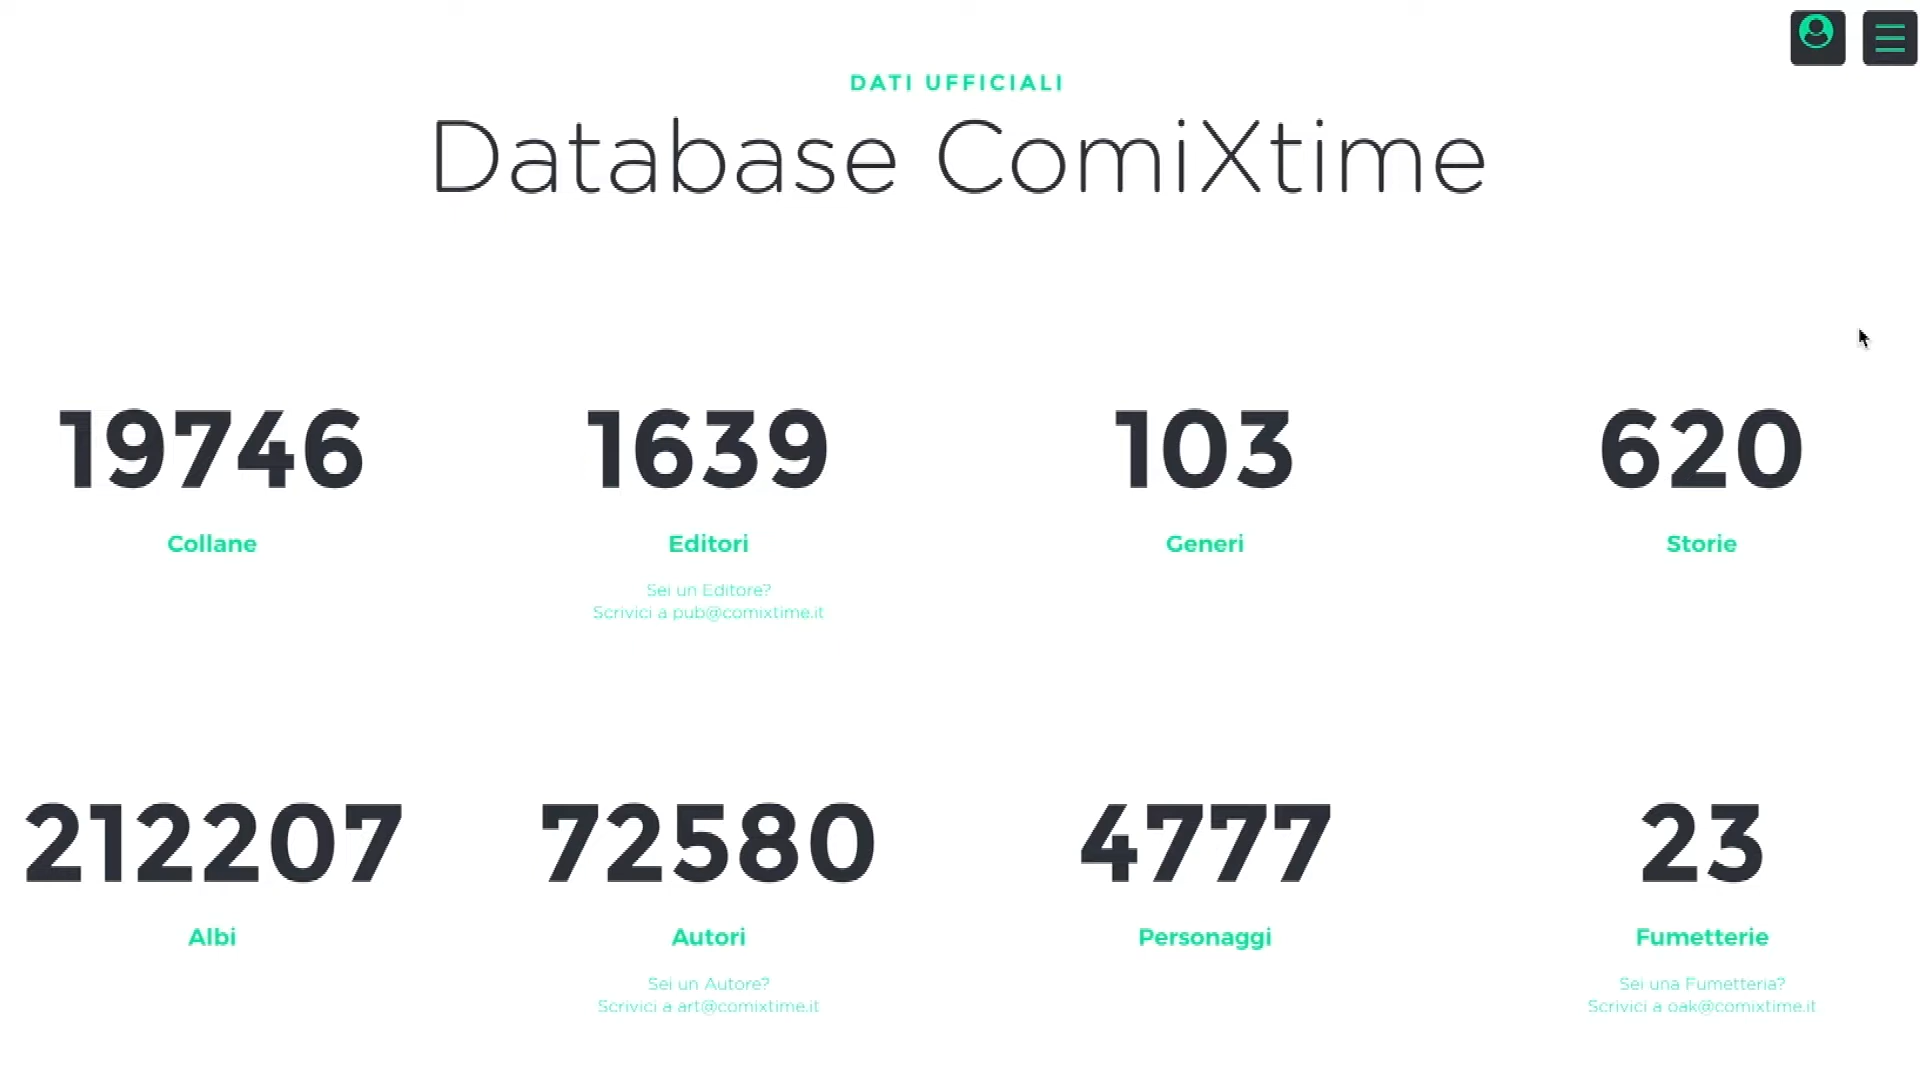 DATI UFFICIALI
Database ComiXtime
19746
Collane
1639
Editori
Sei un Editore?
Scrivici a pub@comixtime.it
103
Generi
620
Storie
212207
Albi
72580
Autori
Sei un Autore?
Scrivici a art@comixtime.it
4777
Personaggi
23
Fumetterie
Sei una Fumetteria?
Scrivici a oak@comixtime.it